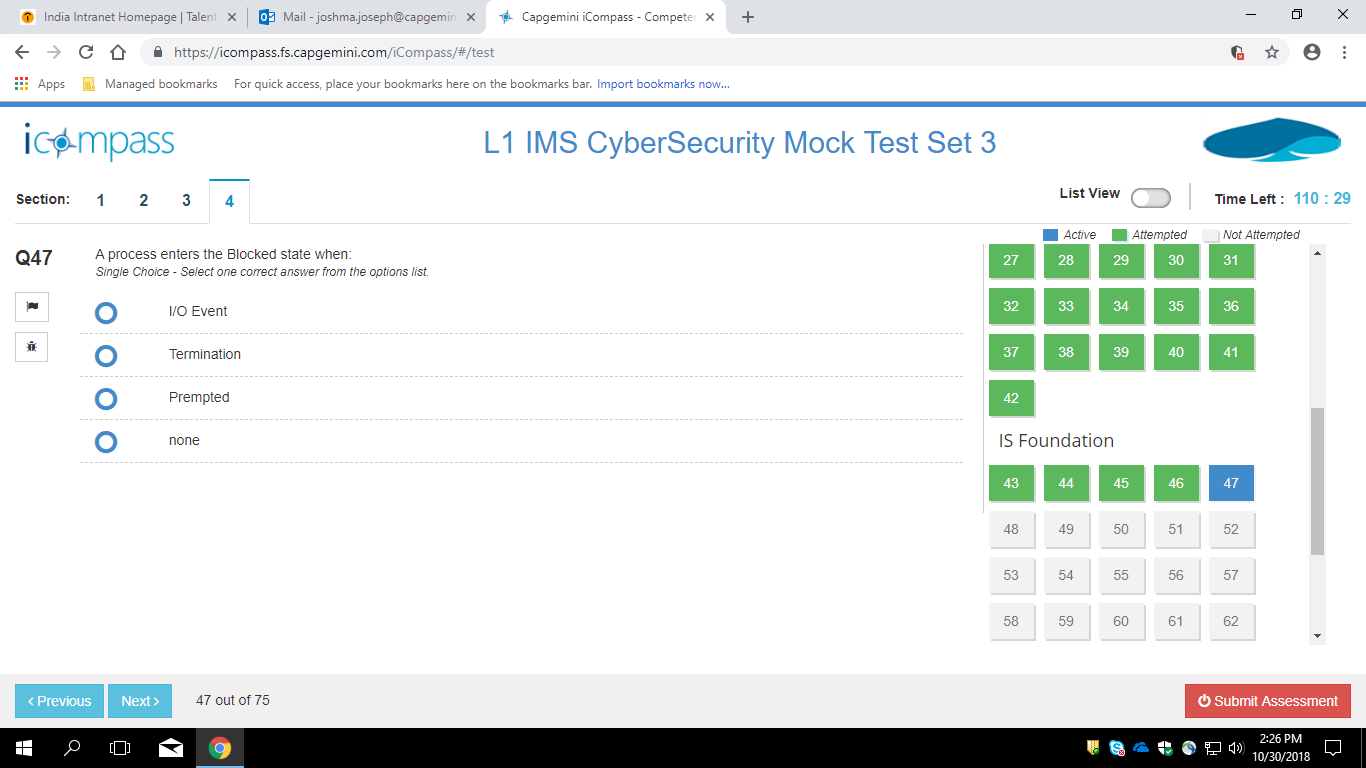 India Intranet Homepage | Talent
Mail - joshma.joseph@capgemin
Capgemini iCompass - Competen
https://icompass.fs.capgemini.com/iCompass/#/test
Apps
Managed bookmarks
For quick access, place your bookmarks here on the bookmarks bar. Import bookmarks now...
icompass
L1 IMS CyberSecurity Mock Test Set 3
Section: 1 2 3 4
List View
Time Left : 110 : 29
Active Attempted Not Attempted
Q47
A process enters the Blocked state when:
Single Choice - Select one correct answer from the options list.
I/O Event
Termination
Prempted
none
27 28 29 30 31
32 33 34 35 36
37 38 39 40 41
42
IS Foundation
43 44 45 46 47
48 49 50 51 52
53 54 55 56 57
58 59 60 61 62
‹ Previous
Next ›
47 out of 75
Submit Assessment
2:26 PM
10/30/2018